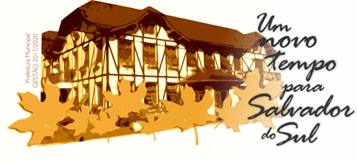 Prefeitura Municipal
GESTÃO 2017/2020
Um
novo
tempo
para
Salvador
do Sul